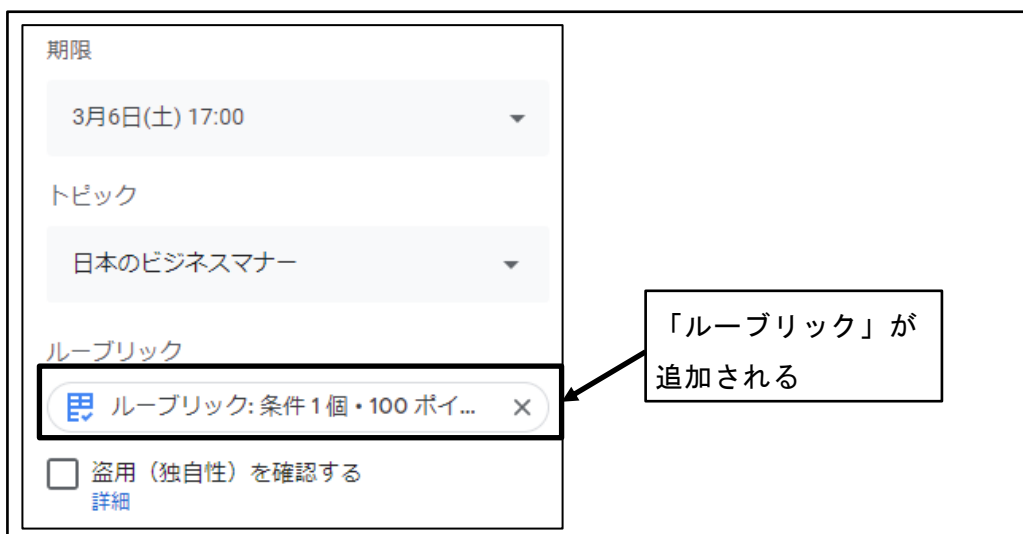 期限
3月6日(土) 17:00
トピック
日本のビジネスマナー
ルーブリック
ルーブリック: 条件 1 個 • 100 ポイ...
盗用（独自性）を確認する
詳細
「ルーブリック」が
追加される